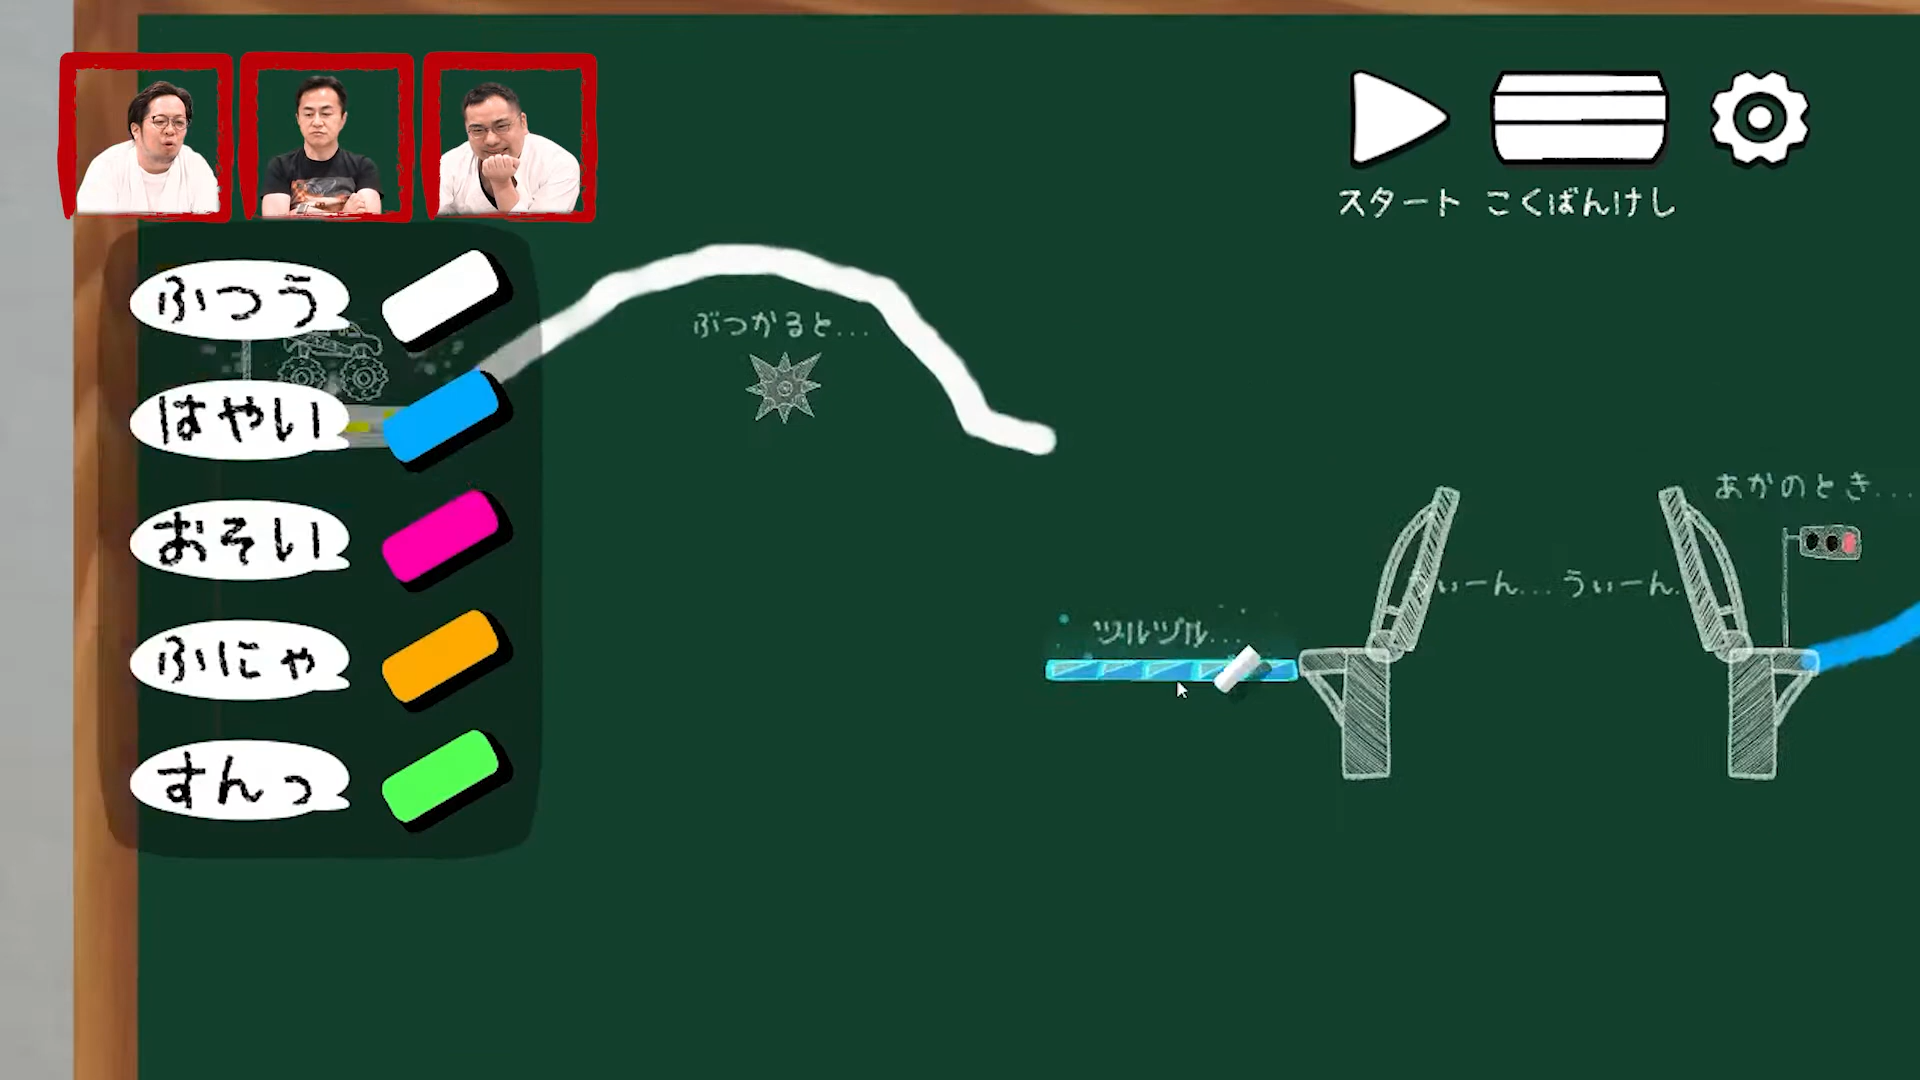 スタート
こくばんけし
ふつう
はやい
おそい
ふにゃ
すんっ
ぶつかると...
ツルツル...
うぃーん...うぃーん
あかのとき...